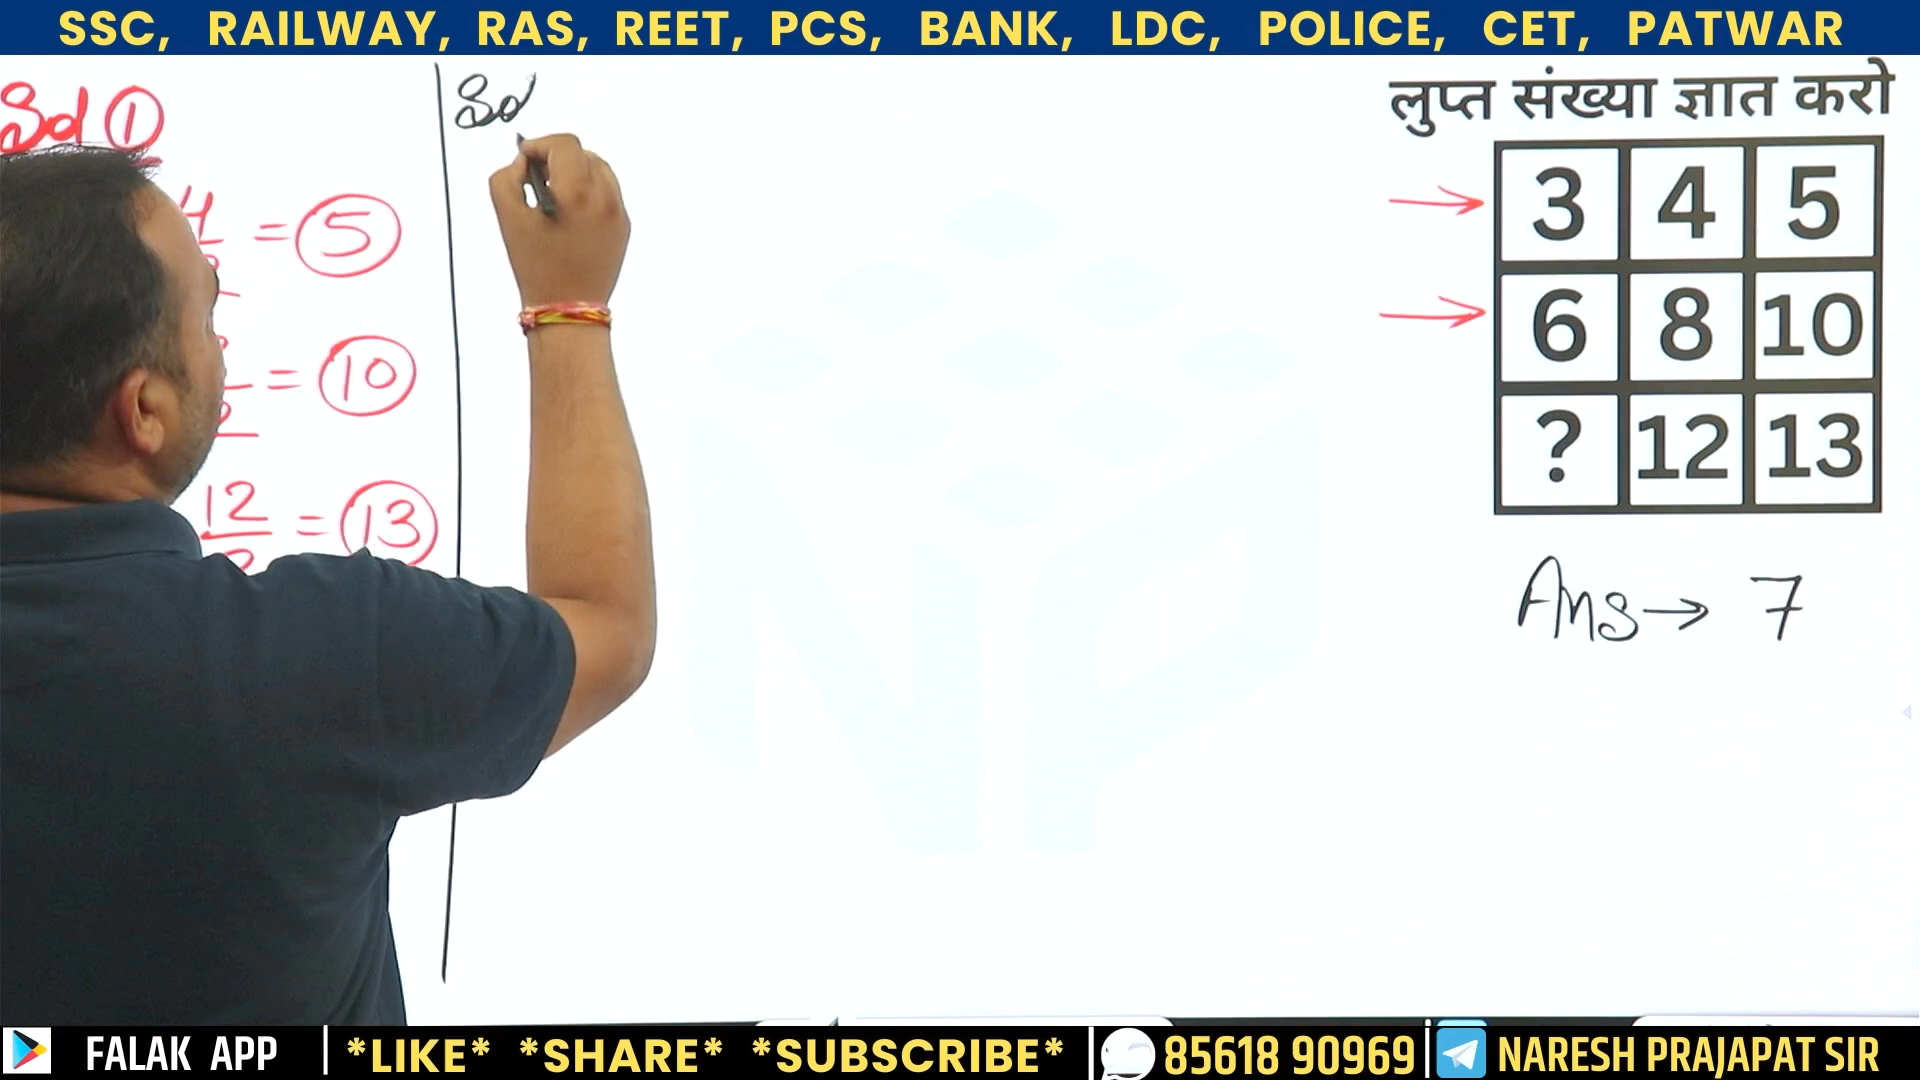 SSC, RAILWAY, RAS, REET, PCS, BANK, LDC, POLICE, CET, PATWAR
Sol 1
4 = 5
= 10
2
12 = 13
Sol
लुप्त संख्या ज्ञात करो
3 4 5
6 8 10
? 12 13
Ans → 7
FALAK APP | *LIKE* *SHARE* *SUBSCRIBE* | 85618 90969 | NARESH PRAJAPAT SIR